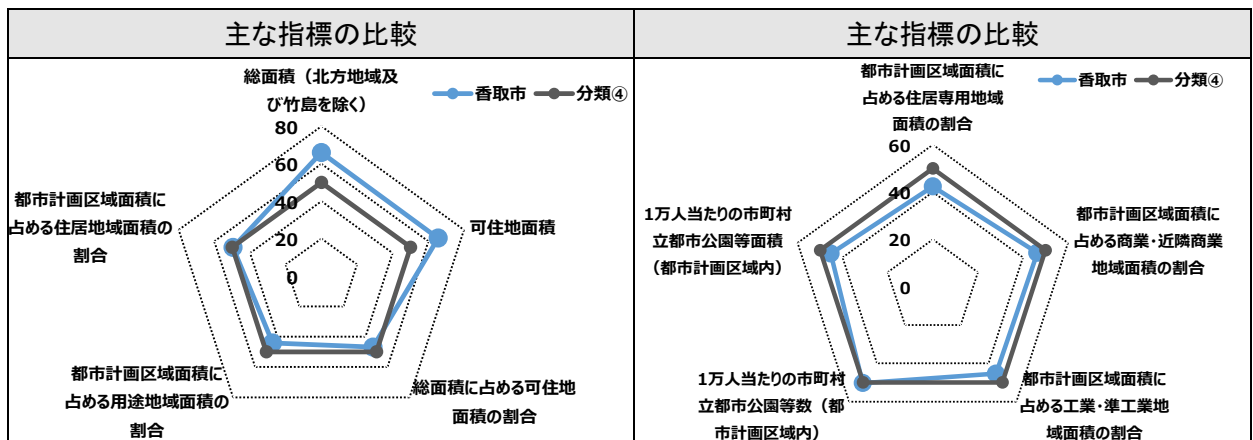 主な指標の比較
総面積（北方地域及
び竹島を除く）
香取市 分類④
80
60
40
20
0
可住地面積
総面積に占める可住地
面積の割合
都市計画区域面積に
占める用途地域面積の
割合
都市計画区域面積に
占める住居地域面積の
割合
主な指標の比較
都市計画区域面積に
占める住居専用地域
面積の割合
香取市 分類④
60
40
20
0
都市計画区域面積に
占める商業・近隣商業
地域面積の割合
都市計画区域面積に
占める工業・準工業地
域面積の割合
1万人当たりの市町村
立都市公園等数（都
市計画区域内）
1万人当たりの市町村
立都市公園等面積
（都市計画区域内）